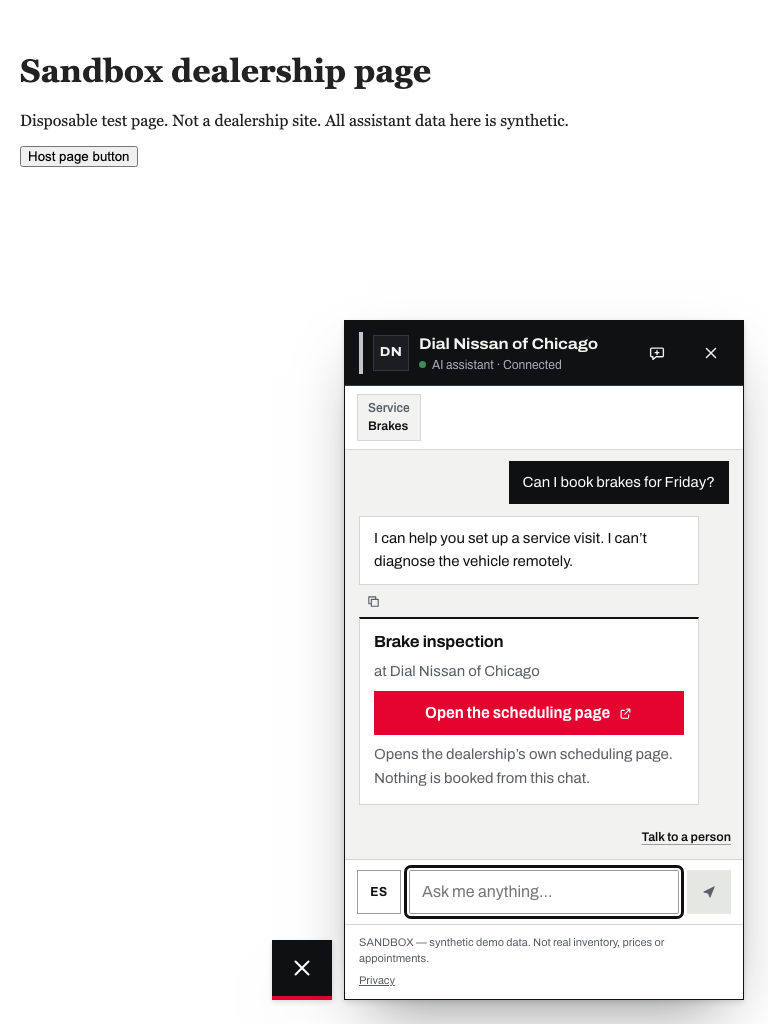 Sandbox dealership page
Disposable test page. Not a dealership site. All assistant data here is synthetic.
Host page button
DN
Dial Nissan of Chicago
AI assistant · Connected
Service
Brakes
Can I book brakes for Friday?
I can help you set up a service visit. I can’t
diagnose the vehicle remotely.
Brake inspection
at Dial Nissan of Chicago
Open the scheduling page
Opens the dealership’s own scheduling page.
Nothing is booked from this chat.
Talk to a person
ES
Ask me anything...
SANDBOX — synthetic demo data. Not real inventory, prices or
appointments.
Privacy